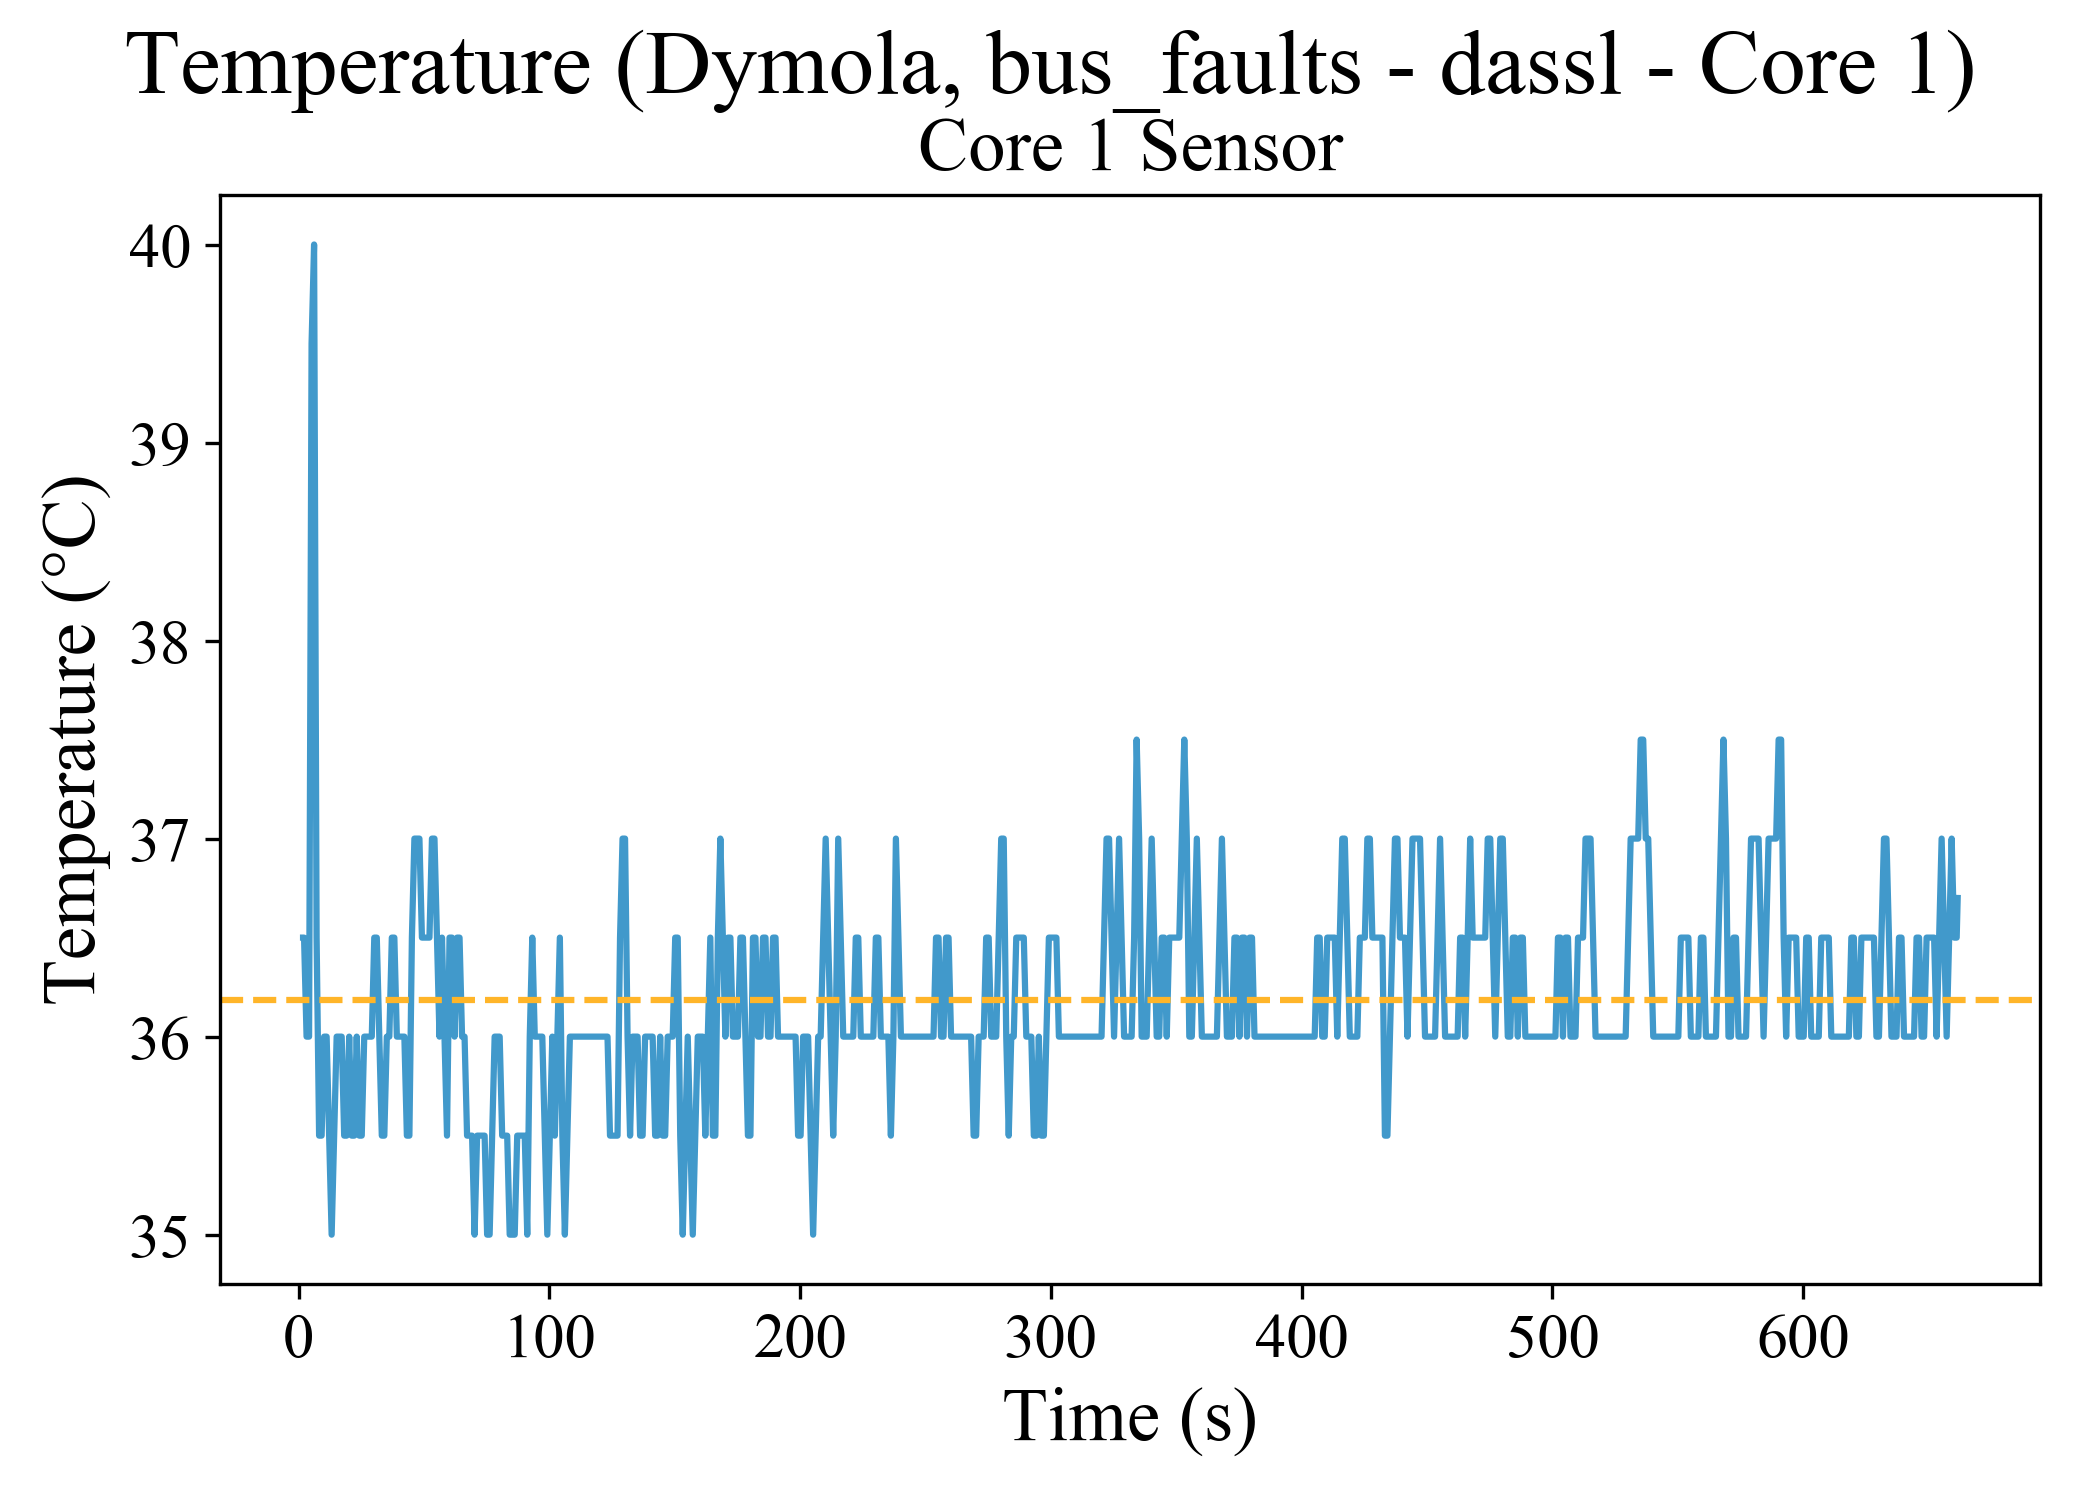 Temperature (Dymola, bus_faults - dassl - Core 1)
Core 1 Sensor
Temperature (°C)
40
39
38
37
36
35
0 100 200 300 400 500 600
Time (s)